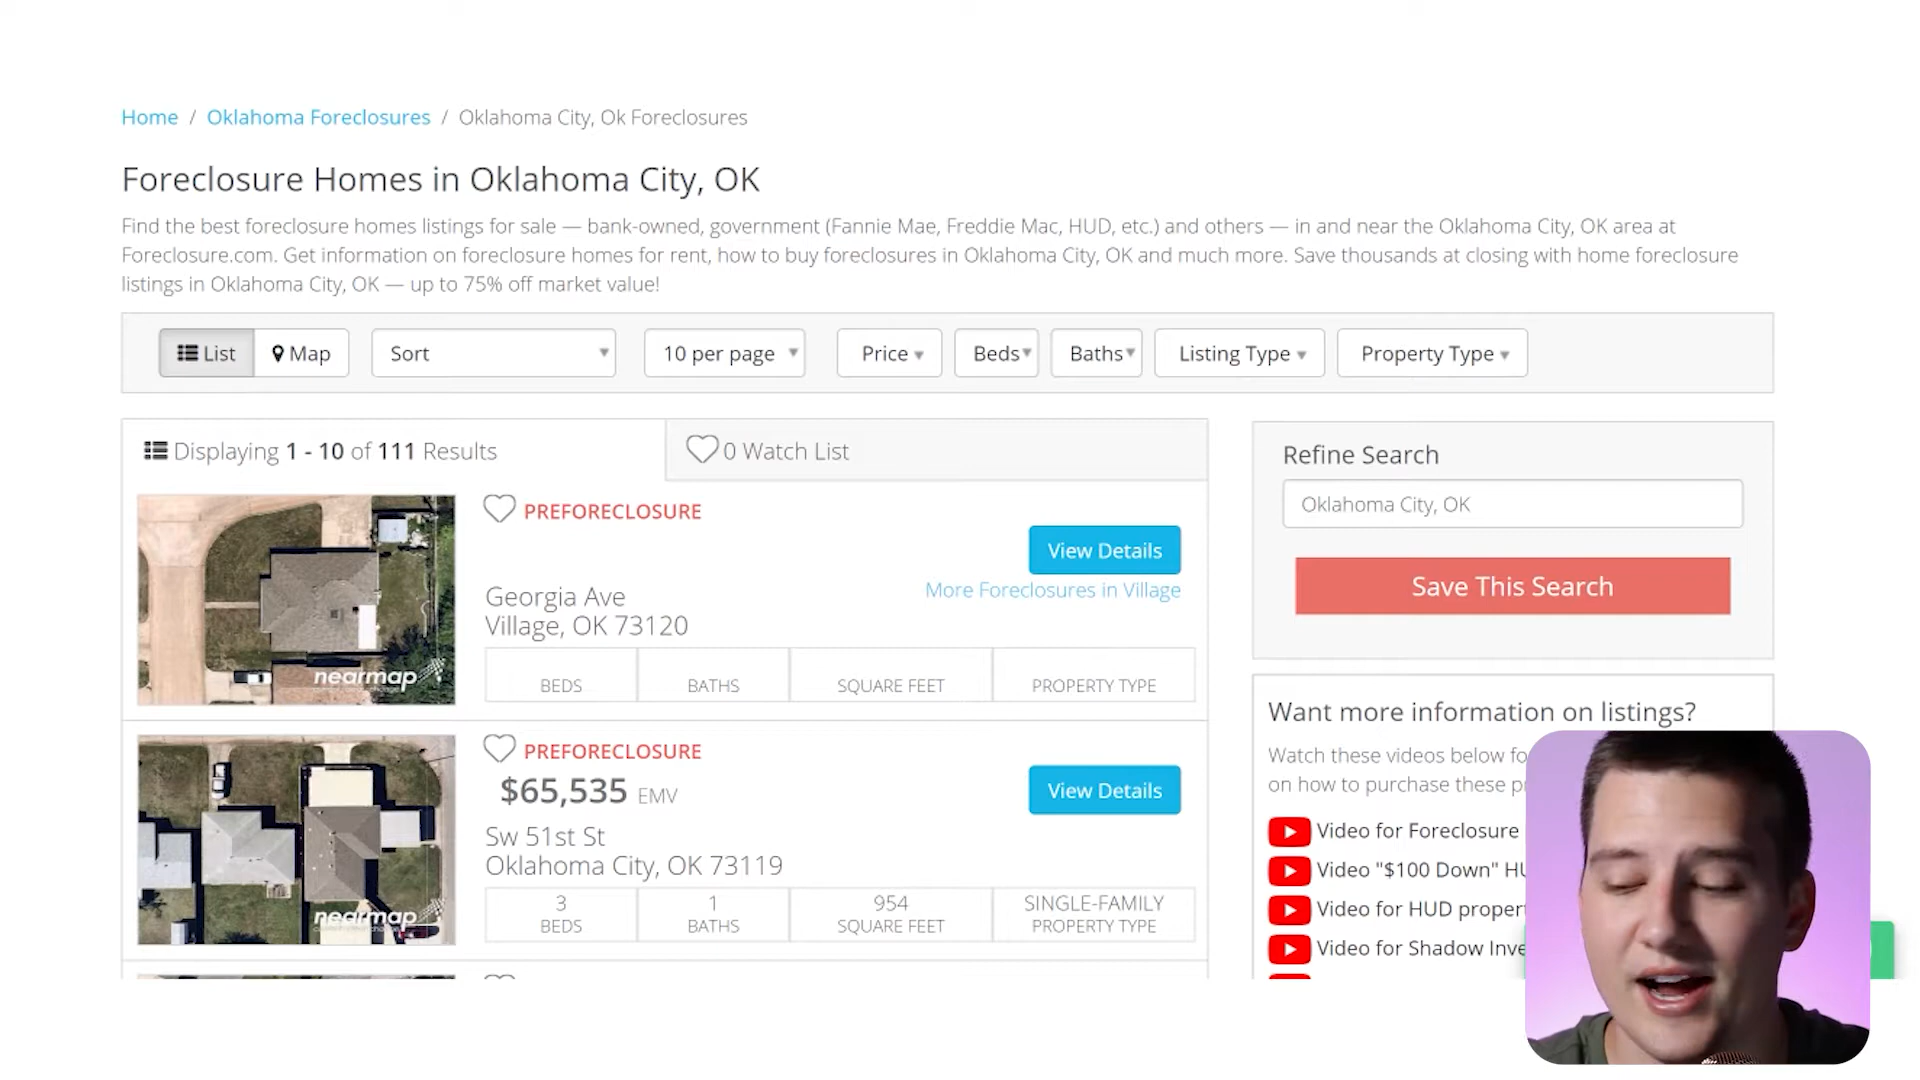 Home / Oklahoma Foreclosures / Oklahoma City, Ok Foreclosures
Foreclosure Homes in Oklahoma City, OK
Find the best foreclosure homes listings for sale — bank-owned, government (Fannie Mae, Freddie Mac, HUD, etc.) and others — in and near the Oklahoma City, OK area at
Foreclosure.com. Get information on foreclosure homes for rent, how to buy foreclosures in Oklahoma City, OK and much more. Save thousands at closing with home foreclosure
listings in Oklahoma City, OK — up to 75% off market value!
List Map Sort 10 per page Price Beds Baths Listing Type Property Type
Displaying 1 - 10 of 111 Results
0 Watch List
PREFORECLOSURE
View Details
More Foreclosures in Village
Georgia Ave
Village, OK 73120
BEDS BATHS SQUARE FEET PROPERTY TYPE
nearmap
PREFORECLOSURE
$65,535 EMV
View Details
Sw 51st St
Oklahoma City, OK 73119
3 1 954 SINGLE-FAMILY
BEDS BATHS SQUARE FEET PROPERTY TYPE
nearmap
Refine Search
Oklahoma City, OK
Save This Search
Want more information on listings?
Watch these videos below fo
on how to purchase these p
Video for Foreclosure
Video "$100 Down" HU
Video for HUD propert
Video for Shadow Inve